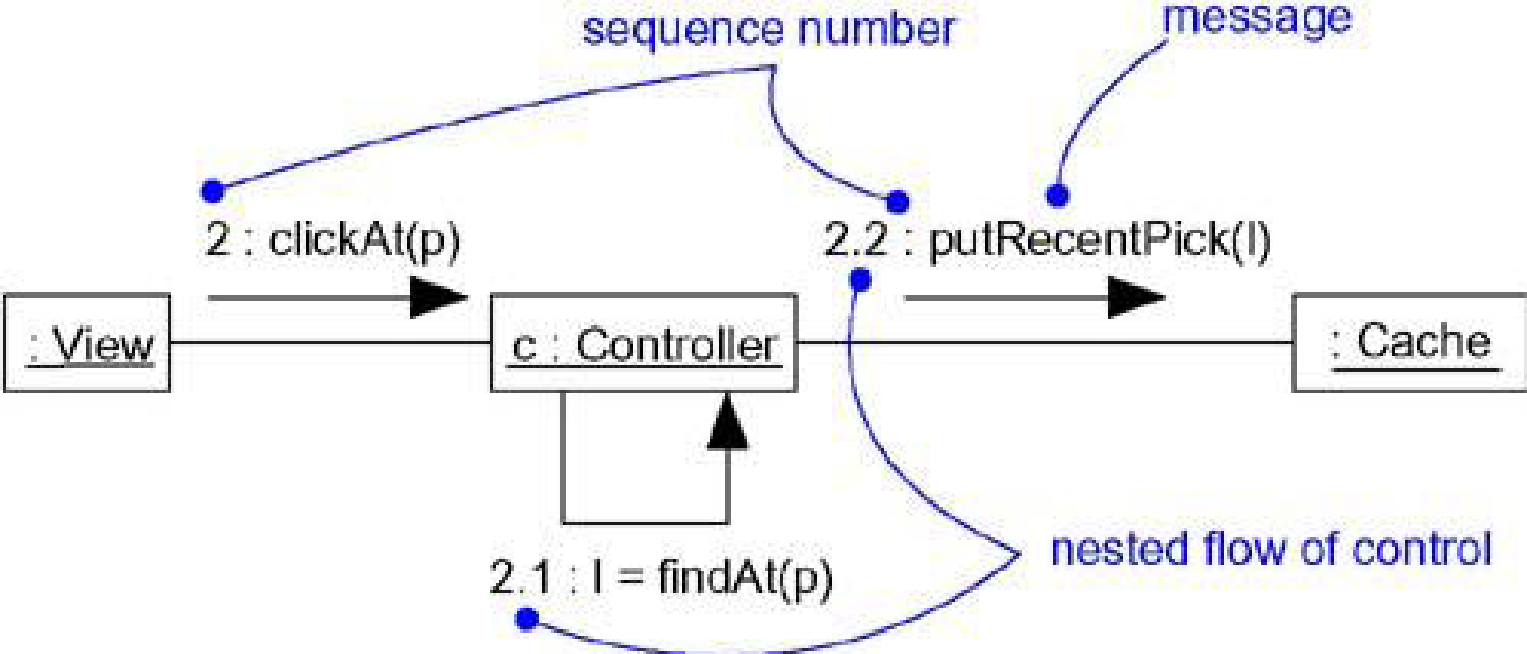 sequence number
message
2 : clickAt(p)
2.2 : putRecentPick(l)
: View
c : Controller
: Cache
2.1 : l = findAt(p)
nested flow of control